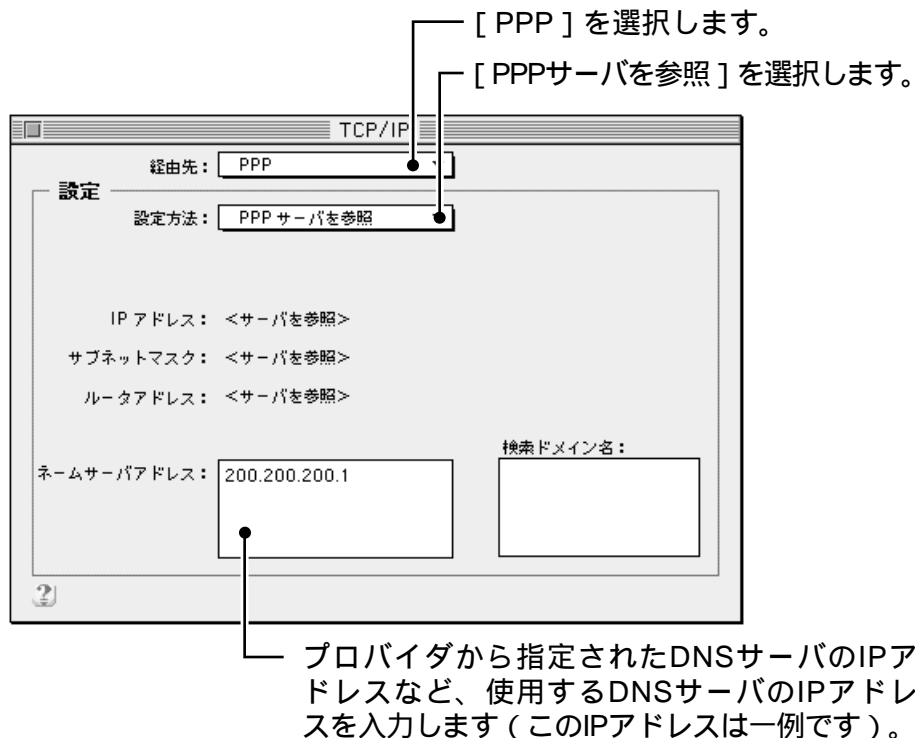 ［PPP］を選択します。
［PPPサーバを参照］を選択します。
TCP/IP
経由先： PPP
設定
設定方法： PPP サーバを参照
IP アドレス： <サーバを参照>
サブネットマスク： <サーバを参照>
ルータアドレス： <サーバを参照>
検索ドメイン名：
ネームサーバアドレス： 200.200.200.1
?
プロバイダから指定されたDNSサーバのIPア
ドレスなど、使用するDNSサーバのIPアドレ
スを入力します（このIPアドレスは一例です）。